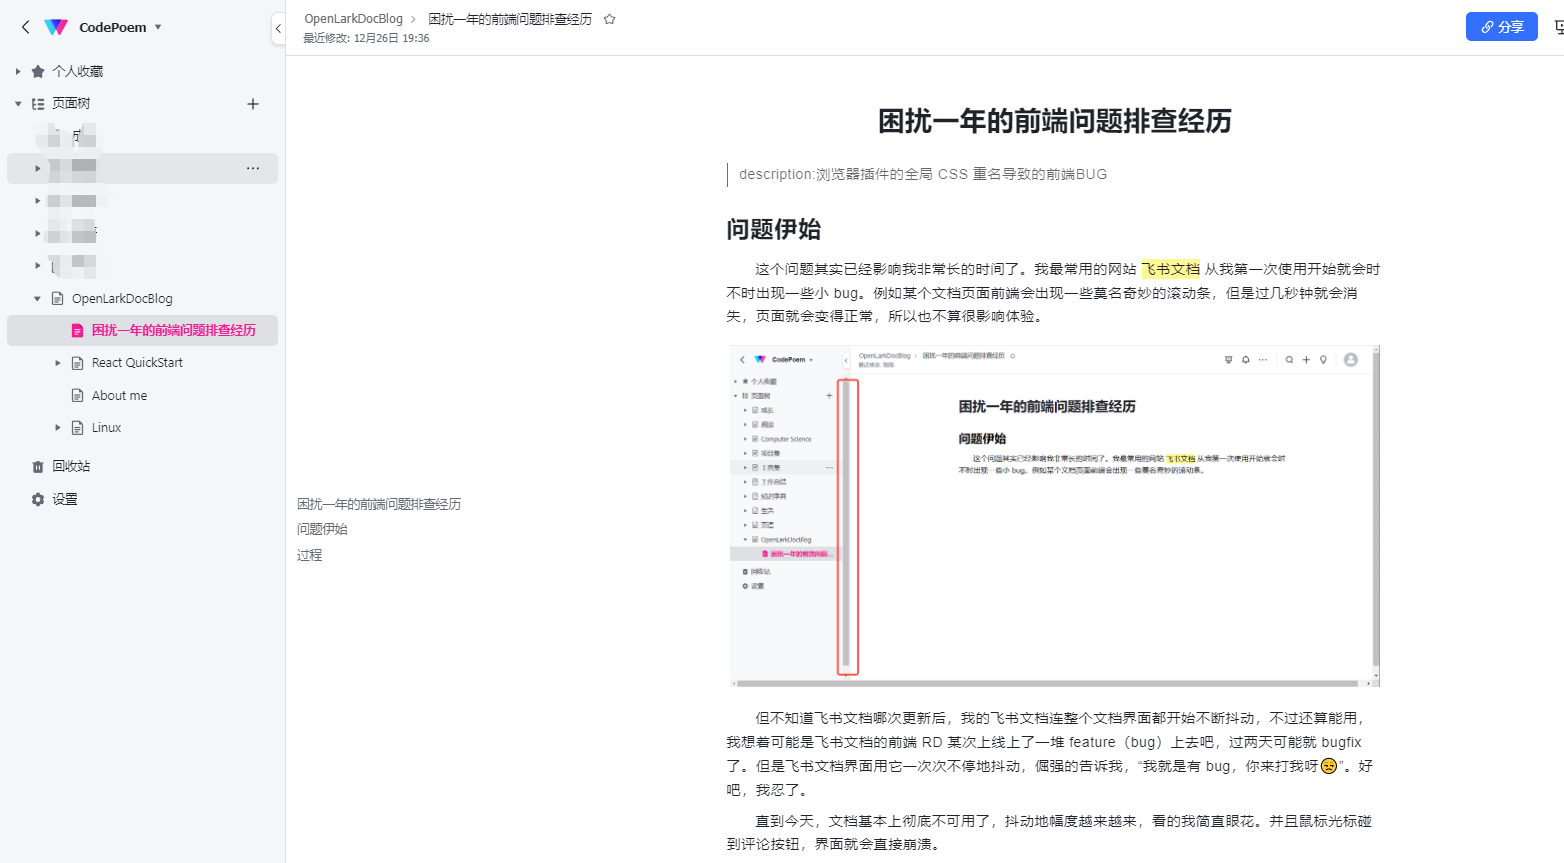 CodePoem
个人收藏
页面树
成
OpenLarkDocBlog
困扰一年的前端问题排查经历
React QuickStart
About me
Linux
回收站
设置
OpenLarkDocBlog
困扰一年的前端问题排查经历
最近修改: 12月26日 19:36
分享
困扰一年的前端问题排查经历
问题伊始
过程
困扰一年的前端问题排查经历
description:浏览器插件的全局 CSS 重名导致的前端BUG
问题伊始
这个问题其实已经影响我非常长的时间了。我最常用的网站 飞书文档 从我第一次使用开始就会时
不时出现一些小 bug。例如某个文档页面前端会出现一些莫名奇妙的滚动条，但是过几秒钟就会消
失，页面就会变得正常，所以也不算很影响体验。
CodePoem
个人收藏
页面树
成长
阅读
Computer Science
项目集
工具集
工作总结
知识宝典
生活
英语
OpenLarkDocBlog
困扰一年的前端问题...
回收站
设置
OpenLarkDocBlog
困扰一年的前端问题排查经历
最近修改: 刚刚
困扰一年的前端问题排查经历
问题伊始
这个问题其实已经影响我非常长的时间了。我最常用的网站 飞书文档 从我第一次使用开始就会时
不时出现一些小 bug。例如某个文档页面前端会出现一些莫名奇妙的滚动条。
但不知道飞书文档哪次更新后，我的飞书文档连整个文档界面都开始不断抖动，不过还算能用，
我想着可能是飞书文档的前端 RD 某次上线上了一堆 feature（bug）上去吧，过两天可能就 bugfix
了。但是飞书文档界面用它一次次不停地抖动，倔强的告诉我，“我就是有 bug，你来打我呀😒”。好
吧，我忍了。
直到今天，文档基本上彻底不可用了，抖动地幅度越来越来，看的我简直眼花。并且鼠标光标碰
到评论按钮，界面就会直接崩溃。